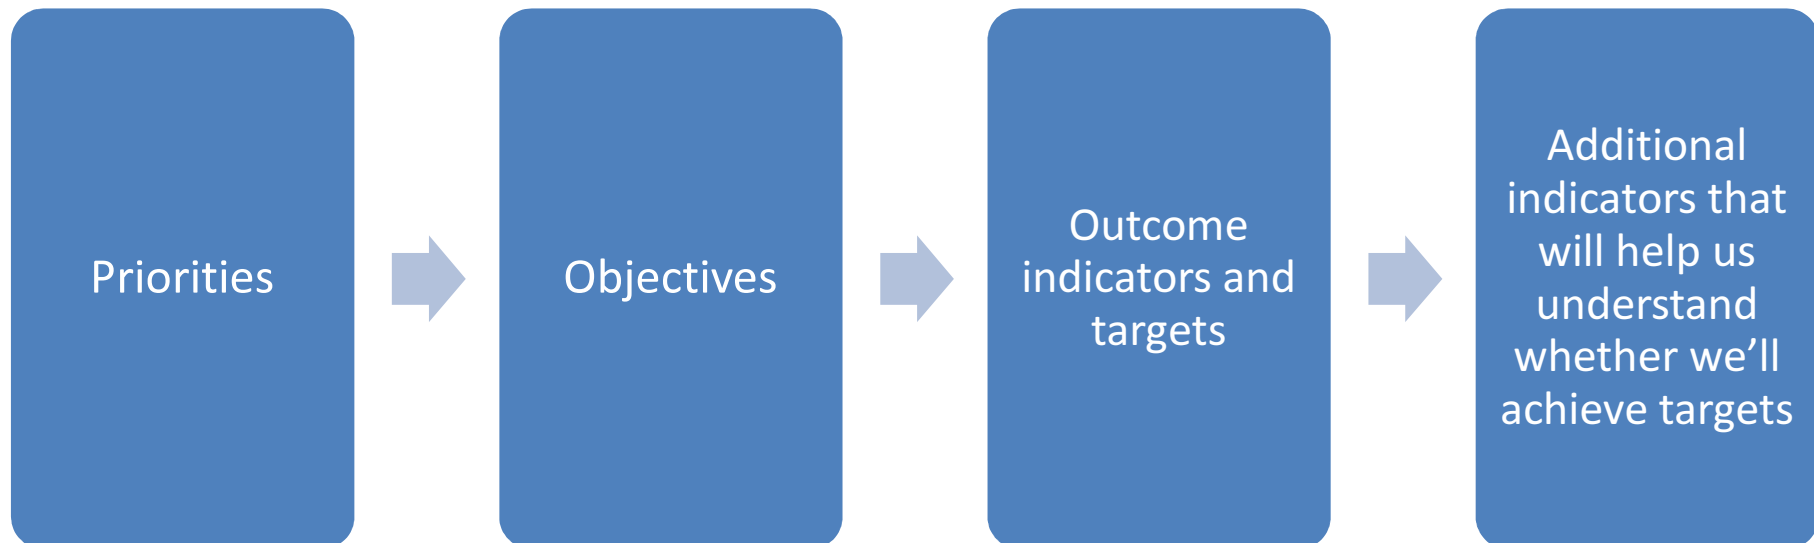 Priorities
Objectives
Outcome
indicators and
targets
Additional
indicators that
will help us
understand
whether we’ll
achieve targets